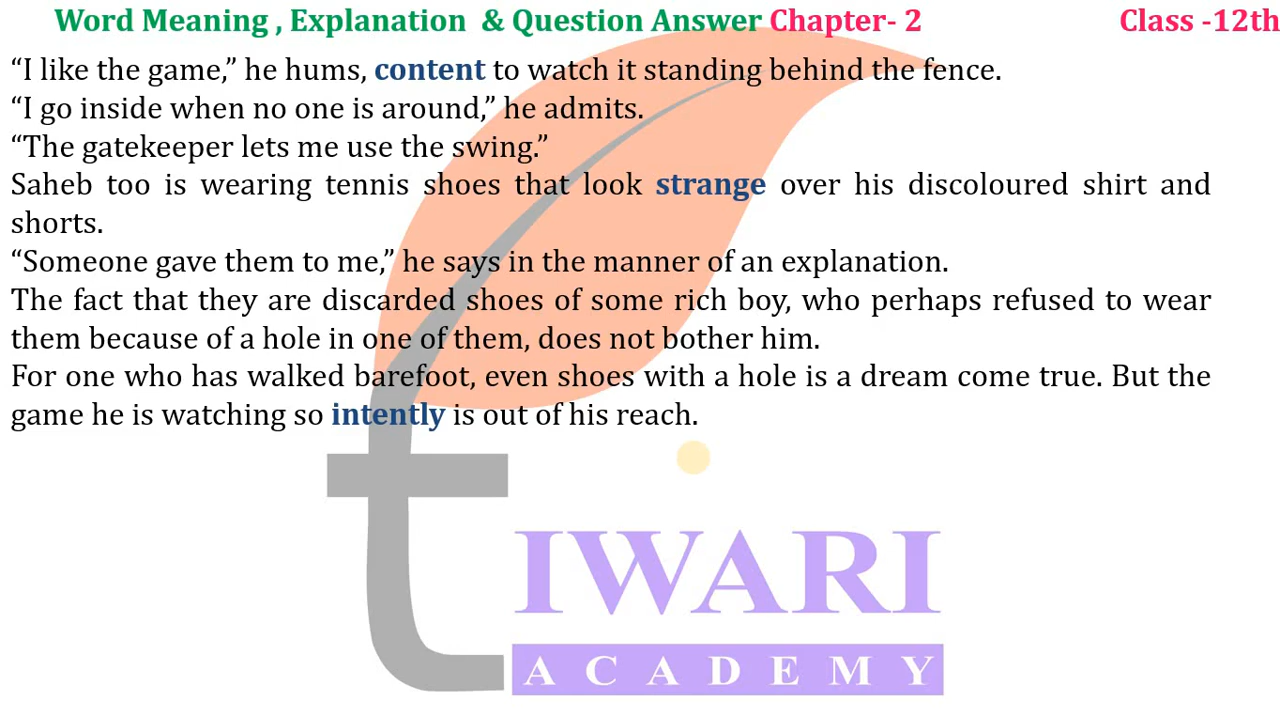 Word Meaning , Explanation & Question Answer Chapter- 2 Class -12th
“I like the game,” he hums, content to watch it standing behind the fence.
“I go inside when no one is around,” he admits.
“The gatekeeper lets me use the swing.”
Saheb too is wearing tennis shoes that look strange over his discoloured shirt and
shorts.
“Someone gave them to me,” he says in the manner of an explanation.
The fact that they are discarded shoes of some rich boy, who perhaps refused to wear
them because of a hole in one of them, does not bother him.
For one who has walked barefoot, even shoes with a hole is a dream come true. But the
game he is watching so intently is out of his reach.
tIWARI
ACADEMY